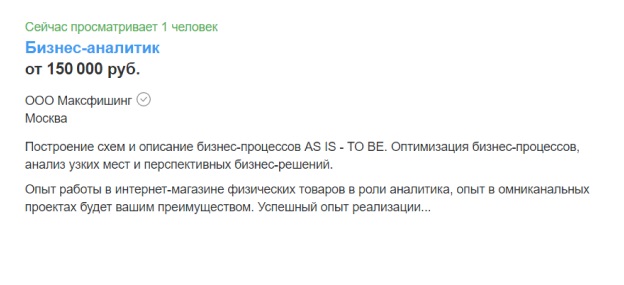 Сейчас просматривает 1 человек
Бизнес-аналитик
от 150 000 руб.
ООО Максфишинг
Москва
Построение схем и описание бизнес-процессов AS IS - TO BE. Оптимизация бизнес-процессов,
анализ узких мест и перспективных бизнес-решений.
Опыт работы в интернет-магазине физических товаров в роли аналитика, опыт в омниканальных
проектах будет вашим преимуществом. Успешный опыт реализации...